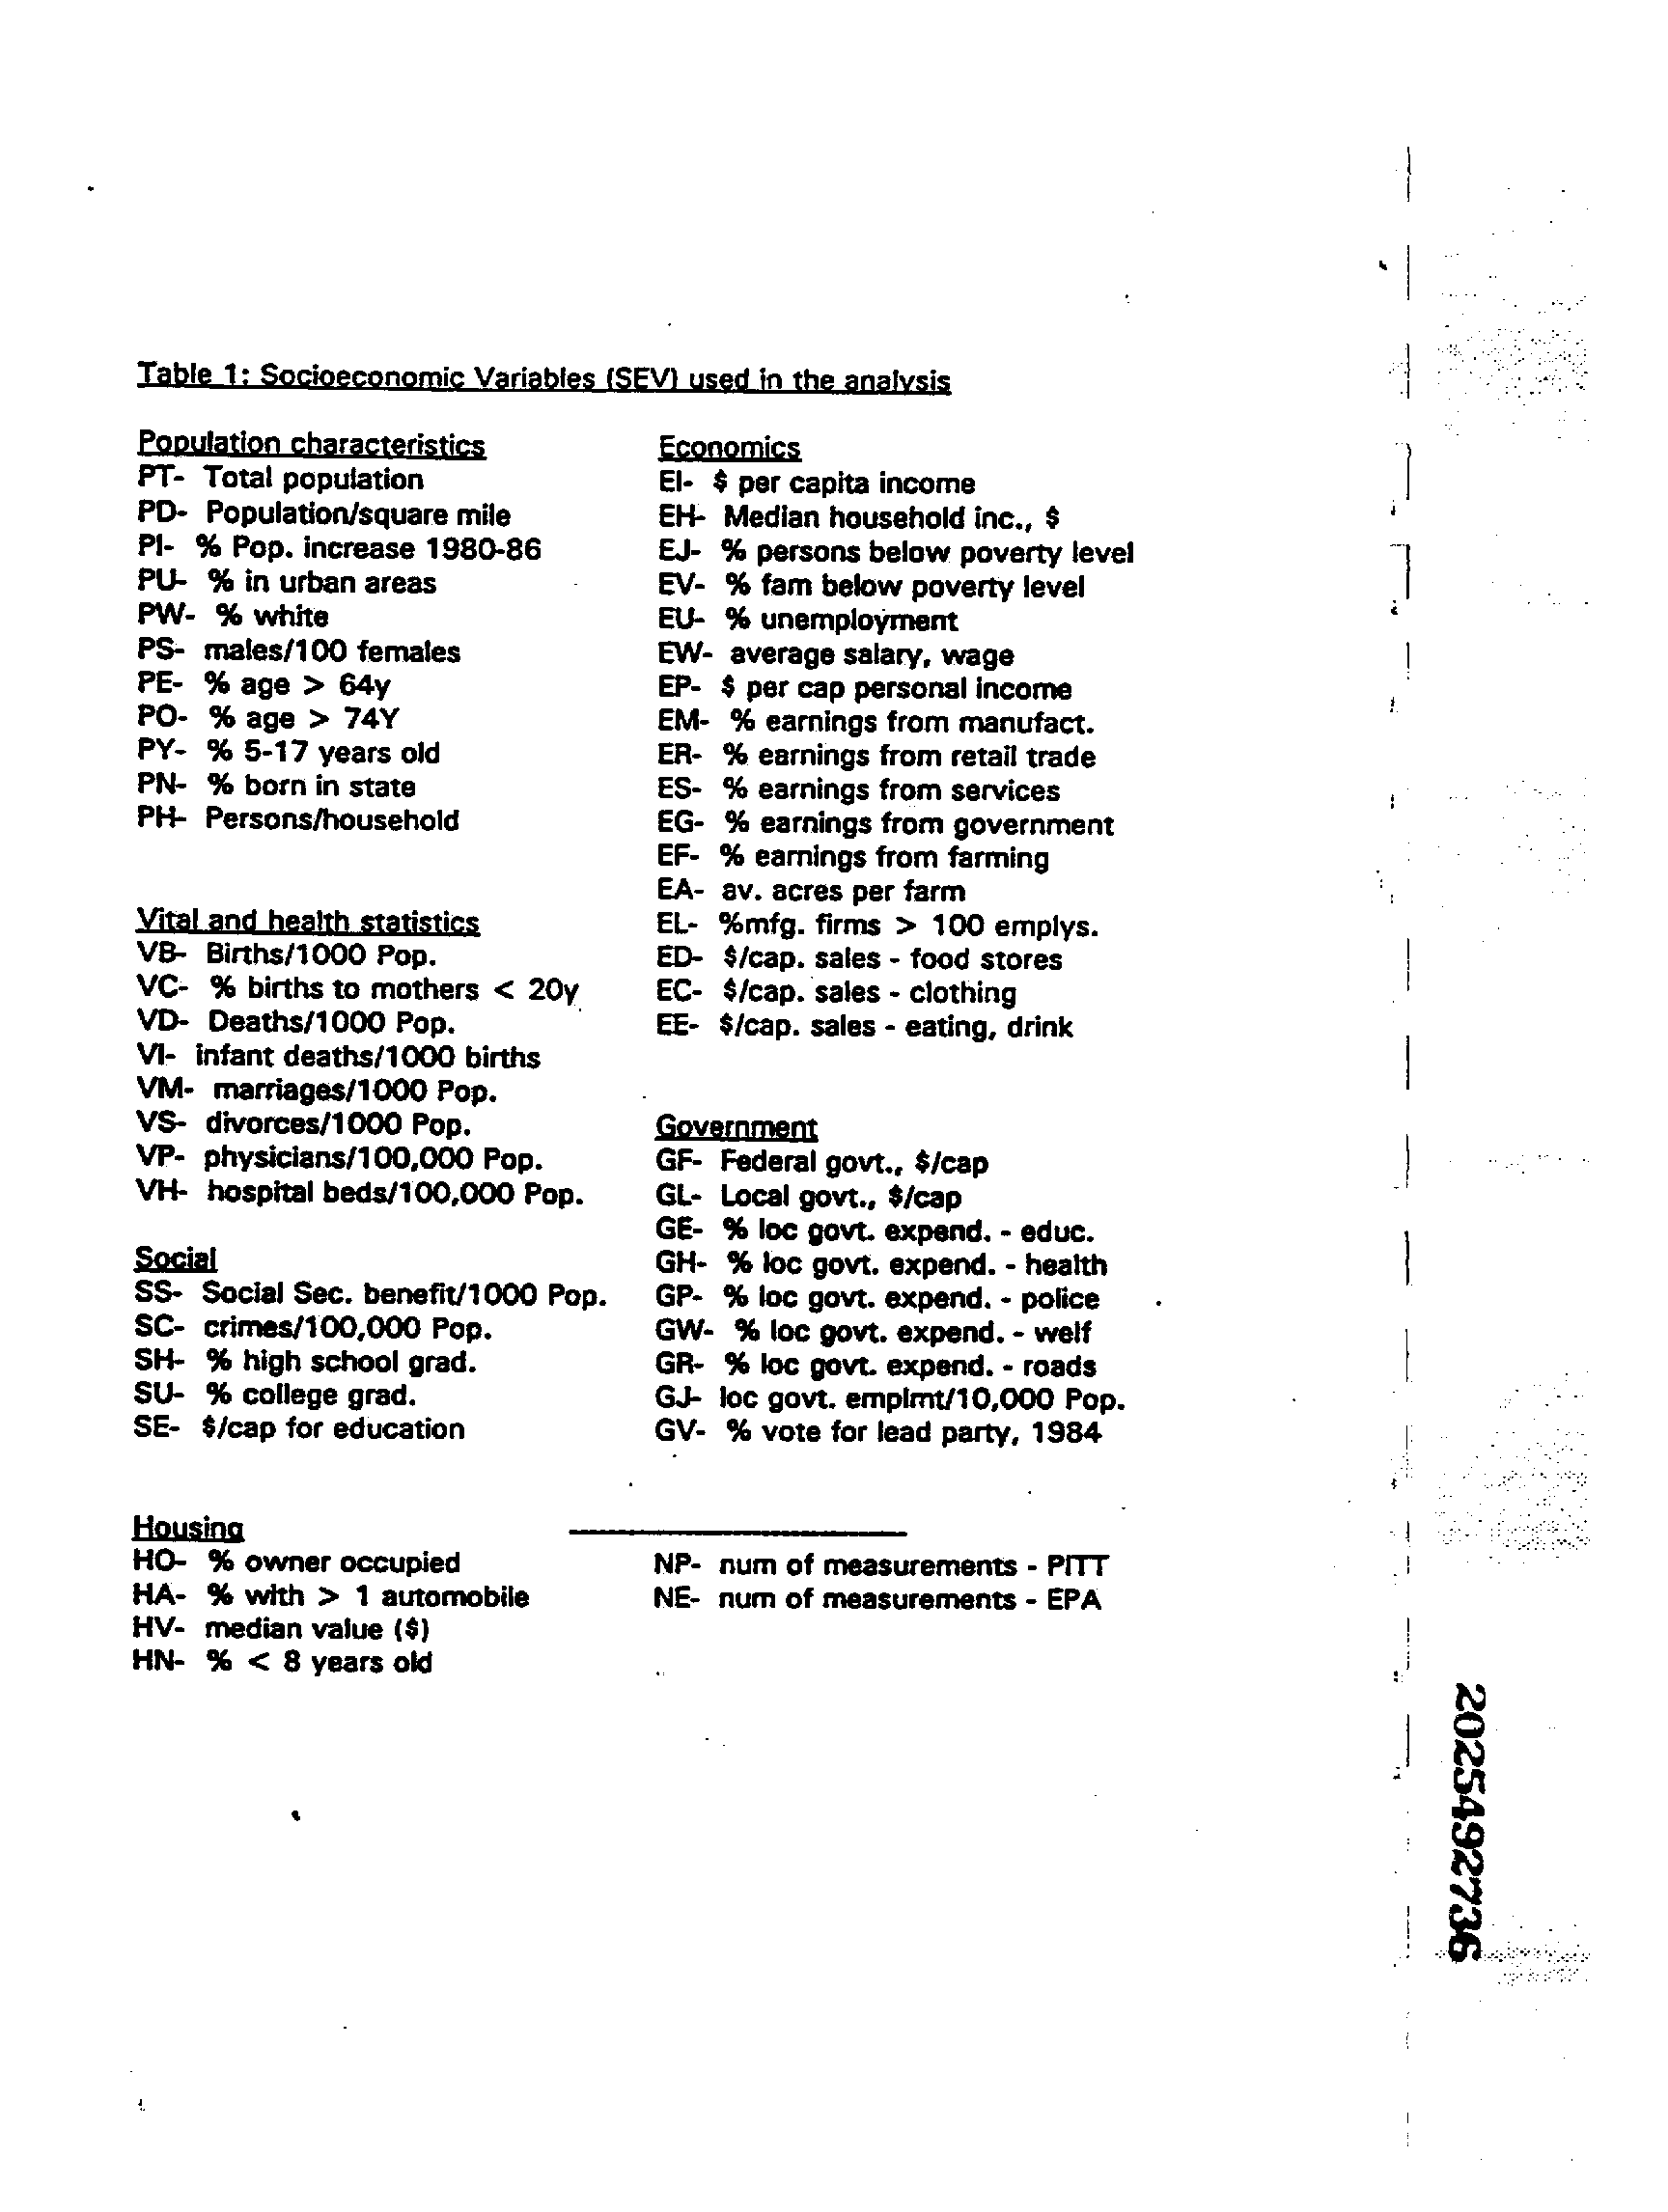 Table 1: Socioeconomic Variables (SEV) used in the analysis
Population characteristics
PT- Total population
PD- Population/square mile
PI- % Pop. increase 1980-86
PU- % in urban areas
PW- % white
PS- males/100 females
PE- % age > 64y
PO- % age > 74Y
PY- % 5-17 years old
PN- % born in state
PH- Persons/household
Vital and health statistics
VB- Births/1000 Pop.
VC- % births to mothers < 20y
VD- Deaths/1000 Pop.
VI- infant deaths/1000 births
VM- marriages/1000 Pop.
VS- divorces/1000 Pop.
VP- physicians/100,000 Pop.
VH- hospital beds/100,000 Pop.
Social
SS- Social Sec. benefit/1000 Pop.
SC- crimes/100,000 Pop.
SH- % high school grad.
SU- % college grad.
SE- $/cap for education
Housing
HO- % owner occupied
HA- % with > 1 automobile
HV- median value ($)
HN- % < 8 years old
Economics
EI- $ per capita income
EH- Median household inc., $
EJ- % persons below poverty level
EV- % fam below poverty level
EU- % unemployment
EW- average salary, wage
EP- $ per cap personal income
EM- % earnings from manufact.
ER- % earnings from retail trade
ES- % earnings from services
EG- % earnings from government
EF- % earnings from farming
EA- av. acres per farm
EL- %mfg. firms > 100 emplys.
ED- $/cap. sales - food stores
EC- $/cap. sales - clothing
EE- $/cap. sales - eating, drink
Government
GF- Federal govt., $/cap
GL- Local govt., $/cap
GE- % loc govt. expend. - educ.
GH- % loc govt. expend. - health
GP- % loc govt. expend. - police
GW- % loc govt. expend. - welf
GR- % loc govt. expend. - roads
GJ- loc govt. emplmt/10,000 Pop.
GV- % vote for lead party, 1984
NP- num of measurements - PITT
NE- num of measurements - EPA
2025492736